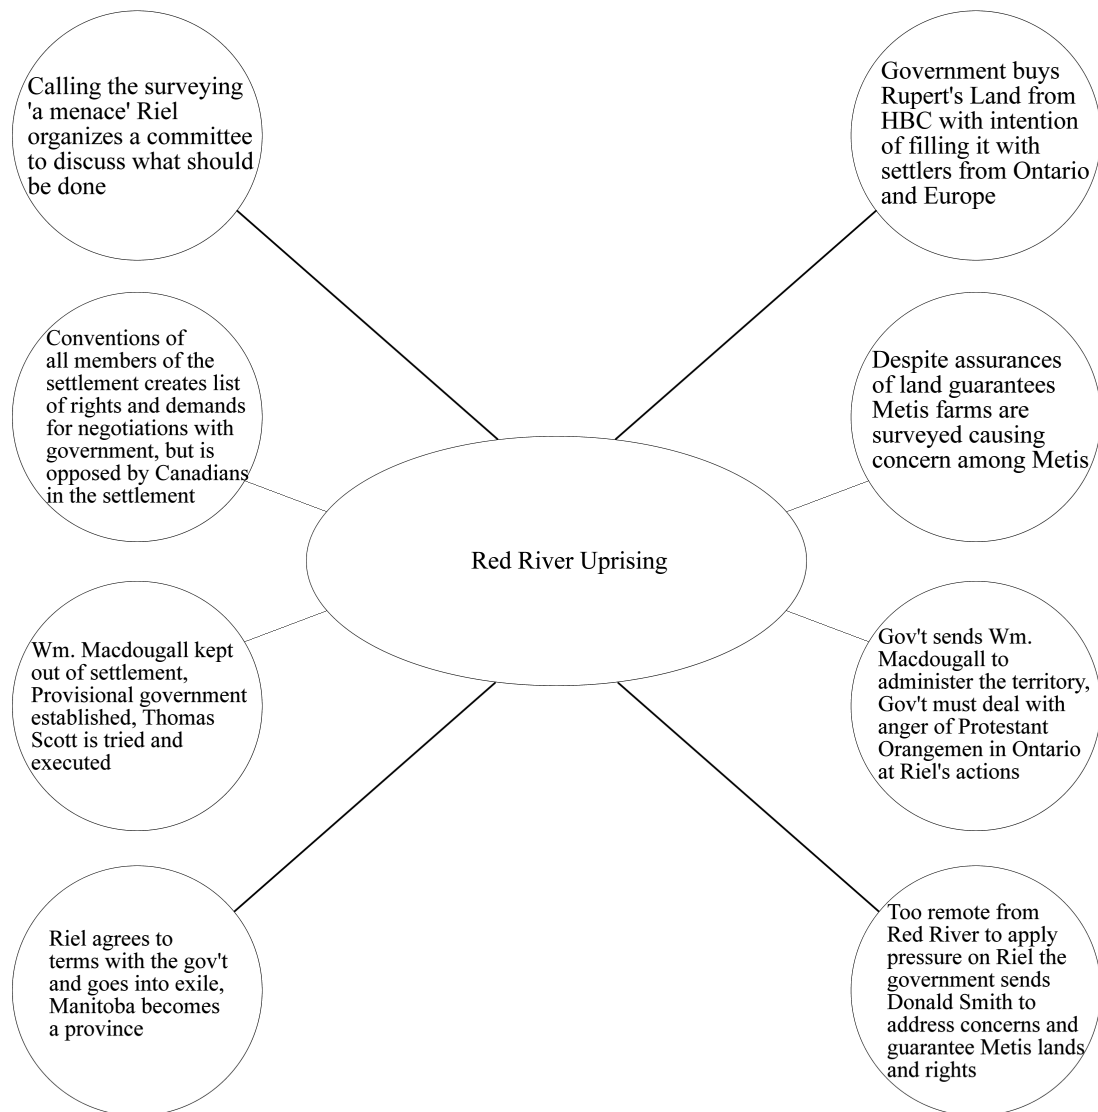 Calling the surveying
'a menace' Riel
organizes a committee
to discuss what should
be done
Government buys
Rupert's Land from
HBC with intention
of filling it with
settlers from Ontario
and Europe
Conventions of
all members of the
settlement creates list
of rights and demands
for negotiations with
government, but is
opposed by Canadians
in the settlement
Despite assurances
of land guarantees
Metis farms are
surveyed causing
concern among Metis
Red River Uprising
Wm. Macdougall kept
out of settlement,
Provisional government
established, Thomas
Scott is tried and
executed
Gov't sends Wm.
Macdougall to
administer the territory,
Gov't must deal with
anger of Protestant
Orangemen in Ontario
at Riel's actions
Riel agrees to
terms with the gov't
and goes into exile,
Manitoba becomes
a province
Too remote from
Red River to apply
pressure on Riel the
government sends
Donald Smith to
address concerns and
guarantee Metis lands
and rights